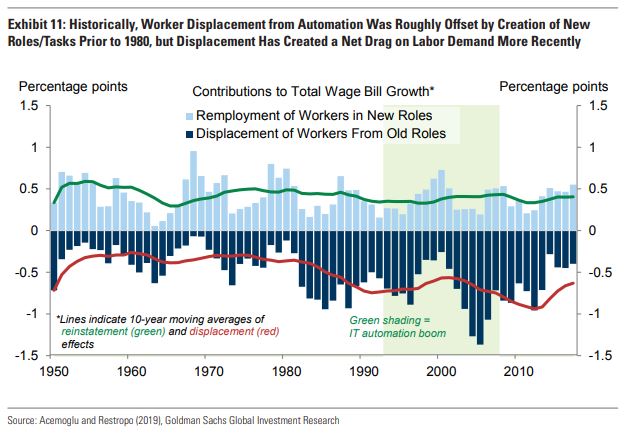 Exhibit 11: Historically, Worker Displacement from Automation Was Roughly Offset by Creation of New
Roles/Tasks Prior to 1980, but Displacement Has Created a Net Drag on Labor Demand More Recently
Percentage points
Percentage points
Contributions to Total Wage Bill Growth*
Remployment of Workers in New Roles
Displacement of Workers From Old Roles
1.5
1
0.5
0
-0.5
-1
-1.5
1.5
1
0.5
0
-0.5
-1
-1.5
*Lines indicate 10-year moving averages of
reinstatement (green) and displacement (red)
effects
Green shading =
IT automation boom
1950
1960
1970
1980
1990
2000
2010
Source: Acemoglu and Restropo (2019), Goldman Sachs Global Investment Research